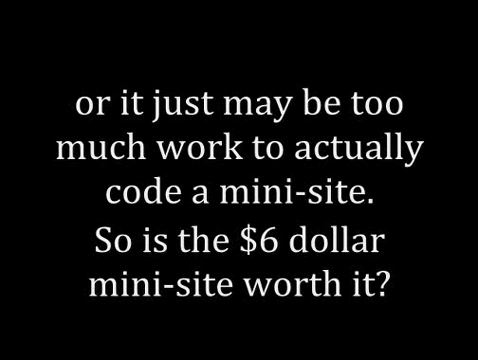 or it just may be too
much work to actually
code a mini-site.
So is the $6 dollar
mini-site worth it?